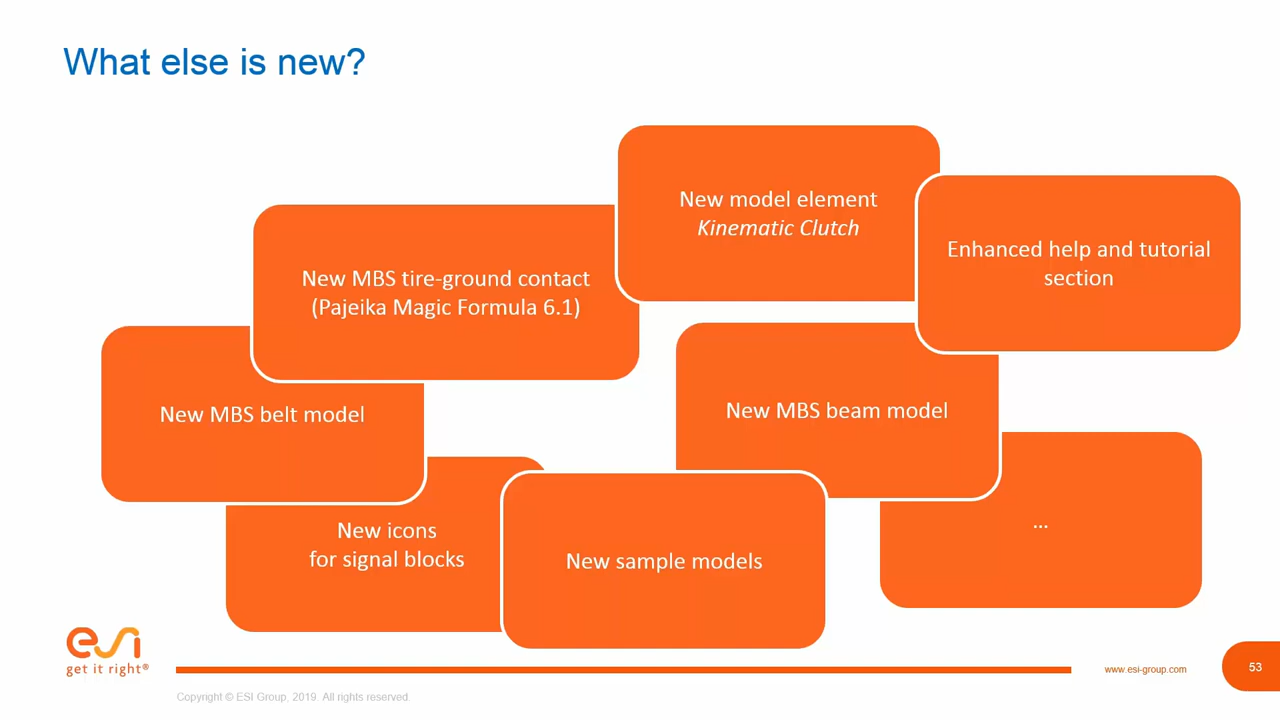 What else is new?
New model element
Kinematic Clutch
Enhanced help and tutorial
section
New MBS tire-ground contact
(Pajeika Magic Formula 6.1)
New MBS belt model
New MBS beam model
New icons
for signal blocks
New sample models
...
esi
get it right®
www.esi-group.com
53
Copyright © ESI Group, 2019. All rights reserved.